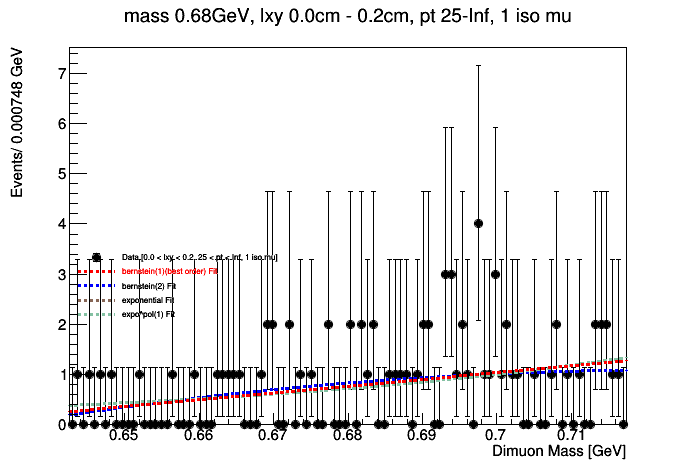 mass 0.68GeV, lxy 0.0cm - 0.2cm, pt 25-Inf, 1 iso mu
Events/ 0.000748 GeV
7
6
5
4
3
2
1
0
Data [0.0 < lxy < 0.2, 25 < pt < Inf, 1 iso mu]
bernstein(1)(best order) Fit
bernstein(2) Fit
exponential Fit
expo*pol(1) Fit
0.65 0.66 0.67 0.68 0.69 0.7 0.71
Dimuon Mass [GeV]